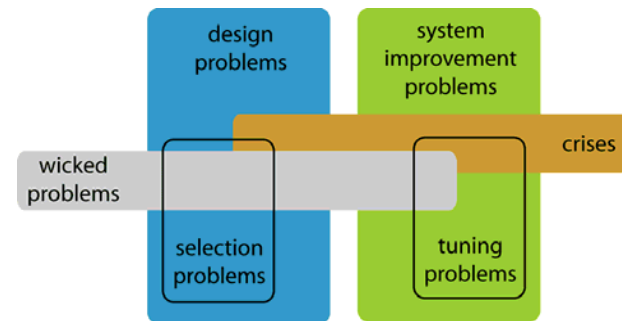 design
problems
system
improvement
problems
crises
wicked
problems
selection
problems
tuning
problems